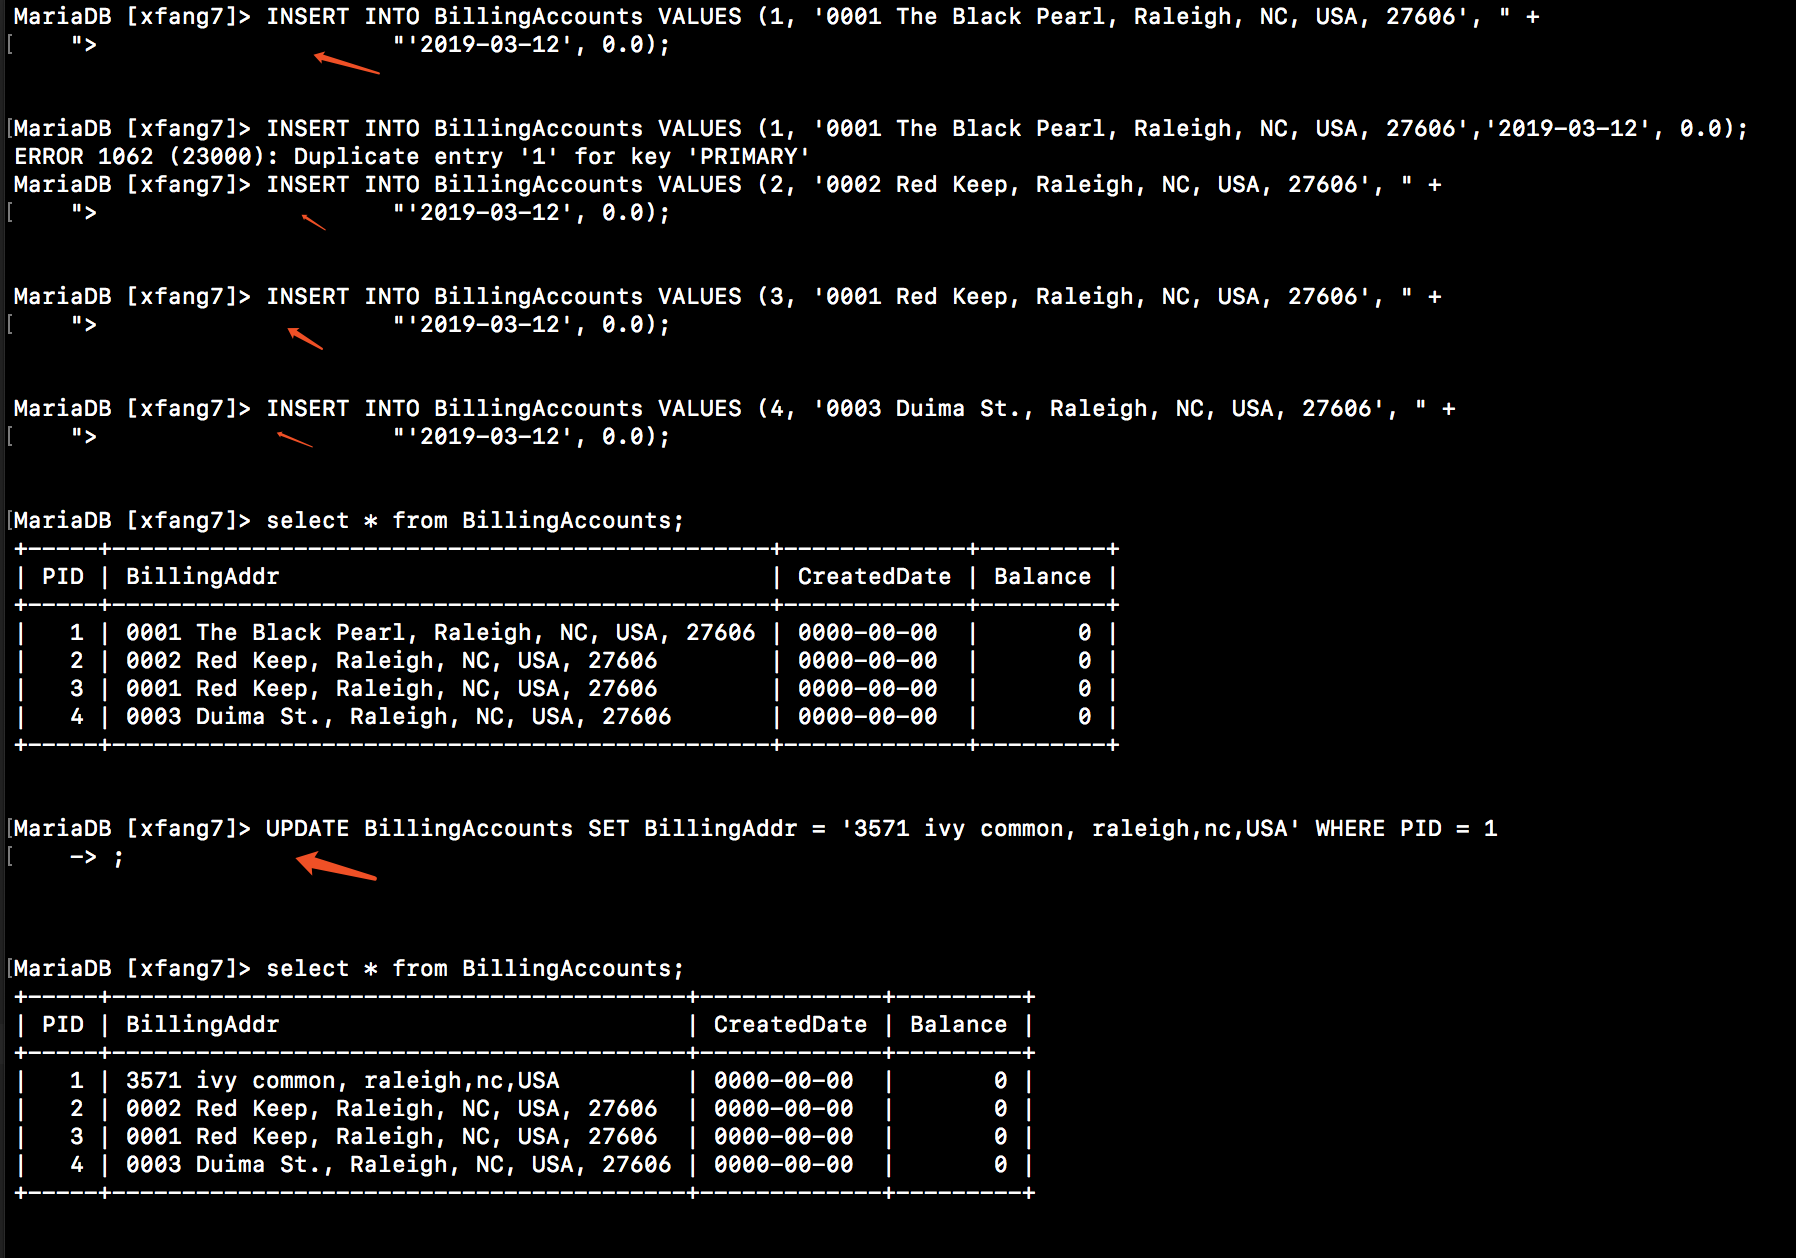 MariaDB [xfang7]> INSERT INTO BillingAccounts VALUES (1, '0001 The Black Pearl, Raleigh, NC, USA, 27606', " +
[    ">                     "'2019-03-12', 0.0);
[MariaDB [xfang7]> INSERT INTO BillingAccounts VALUES (1, '0001 The Black Pearl, Raleigh, NC, USA, 27606','2019-03-12', 0.0);
ERROR 1062 (23000): Duplicate entry '1' for key 'PRIMARY'
MariaDB [xfang7]> INSERT INTO BillingAccounts VALUES (2, '0002 Red Keep, Raleigh, NC, USA, 27606', " +
[    ">                     "'2019-03-12', 0.0);
MariaDB [xfang7]> INSERT INTO BillingAccounts VALUES (3, '0001 Red Keep, Raleigh, NC, USA, 27606', " +
[    ">                     "'2019-03-12', 0.0);
MariaDB [xfang7]> INSERT INTO BillingAccounts VALUES (4, '0003 Duima St., Raleigh, NC, USA, 27606', " +
[    ">                     "'2019-03-12', 0.0);
[MariaDB [xfang7]> select * from BillingAccounts;
+-----+-----------------------------------------------+-------------+---------+
| PID | BillingAddr                                   | CreatedDate | Balance |
+-----+-----------------------------------------------+-------------+---------+
|   1 | 0001 The Black Pearl, Raleigh, NC, USA, 27606 | 0000-00-00  |       0 |
|   2 | 0002 Red Keep, Raleigh, NC, USA, 27606        | 0000-00-00  |       0 |
|   3 | 0001 Red Keep, Raleigh, NC, USA, 27606        | 0000-00-00  |       0 |
|   4 | 0003 Duima St., Raleigh, NC, USA, 27606       | 0000-00-00  |       0 |
+-----+-----------------------------------------------+-------------+---------+
[MariaDB [xfang7]> UPDATE BillingAccounts SET BillingAddr = '3571 ivy common, raleigh,nc,USA' WHERE PID = 1
[    -> ;
[MariaDB [xfang7]> select * from BillingAccounts;
+-----+-----------------------------------------+-------------+---------+
| PID | BillingAddr                             | CreatedDate | Balance |
+-----+-----------------------------------------+-------------+---------+
|   1 | 3571 ivy common, raleigh,nc,USA         | 0000-00-00  |       0 |
|   2 | 0002 Red Keep, Raleigh, NC, USA, 27606  | 0000-00-00  |       0 |
|   3 | 0001 Red Keep, Raleigh, NC, USA, 27606  | 0000-00-00  |       0 |
|   4 | 0003 Duima St., Raleigh, NC, USA, 27606 | 0000-00-00  |       0 |
+-----+-----------------------------------------+-------------+---------+